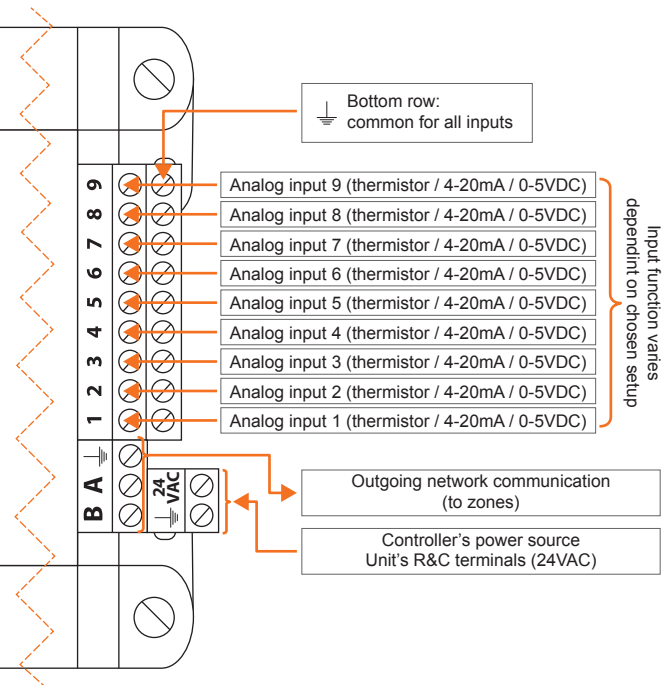 Bottom row:
common for all inputs
9
Analog input 9 (thermistor / 4-20mA / 0-5VDC)
8
Analog input 8 (thermistor / 4-20mA / 0-5VDC)
7
Analog input 7 (thermistor / 4-20mA / 0-5VDC)
6
Analog input 6 (thermistor / 4-20mA / 0-5VDC)
5
Analog input 5 (thermistor / 4-20mA / 0-5VDC)
4
Analog input 4 (thermistor / 4-20mA / 0-5VDC)
3
Analog input 3 (thermistor / 4-20mA / 0-5VDC)
2
Analog input 2 (thermistor / 4-20mA / 0-5VDC)
1
Analog input 1 (thermistor / 4-20mA / 0-5VDC)
Input function varies
dependint on chosen setup
B A
24
VAC
Outgoing network communication
(to zones)
Controller's power source
Unit's R&C terminals (24VAC)